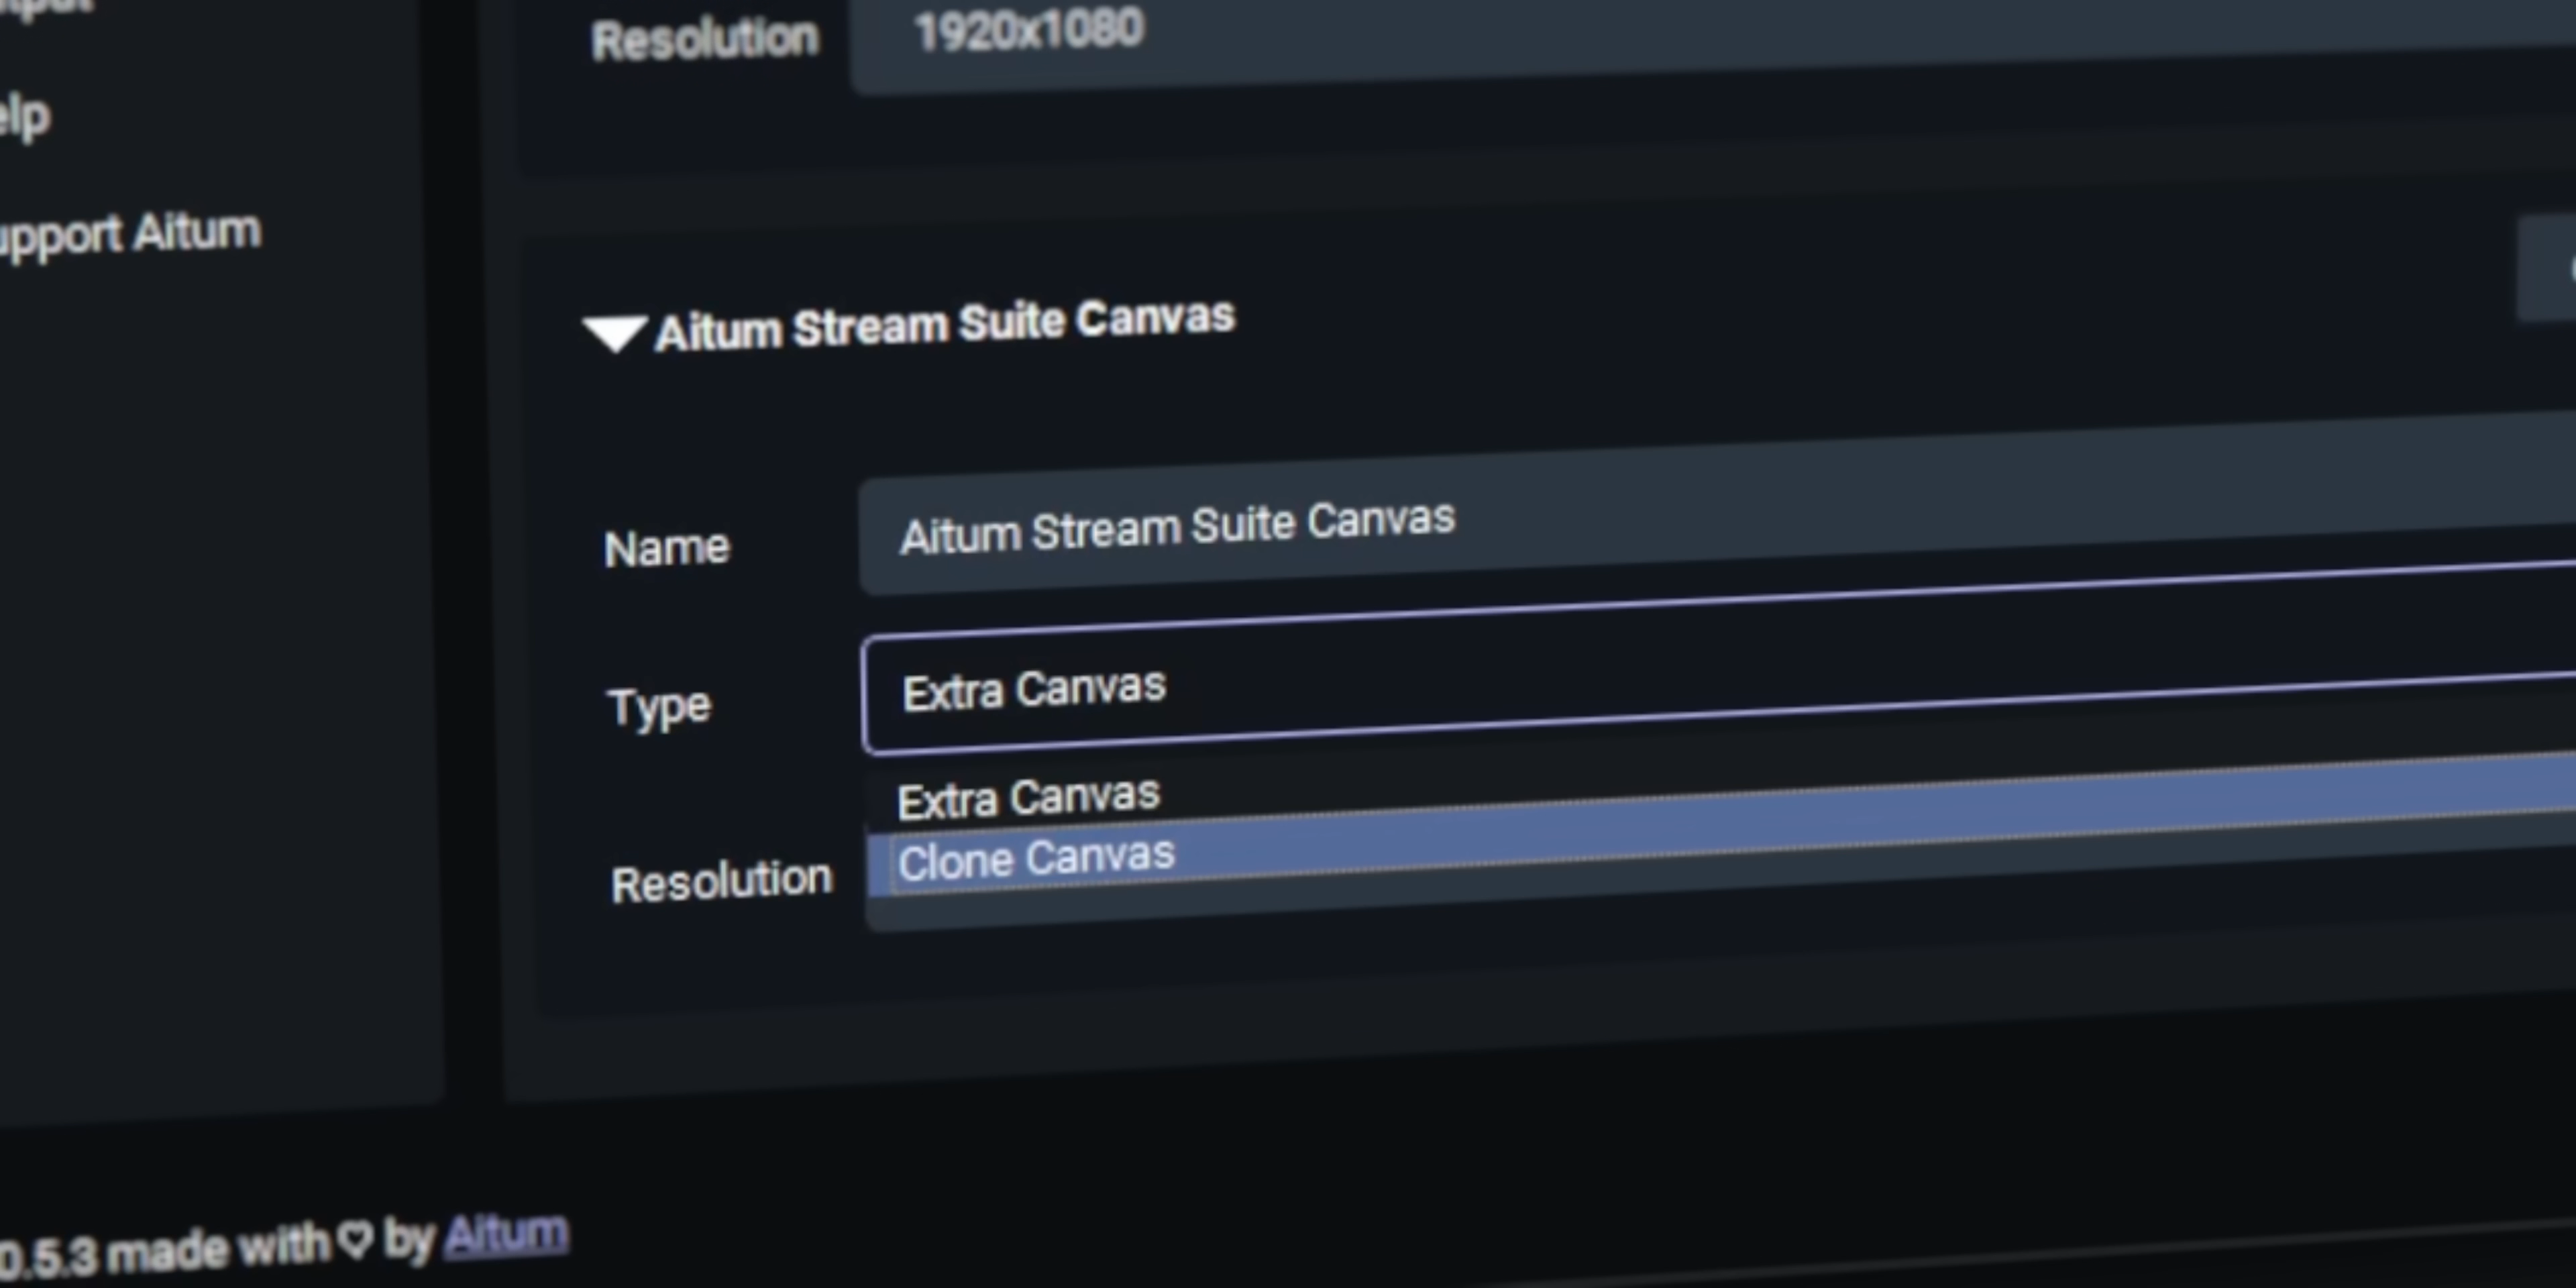 Resolution 1920x1080
elp
upport Aitum
Aitum Stream Suite Canvas
Name Aitum Stream Suite Canvas
Type Extra Canvas
Extra Canvas
Clone Canvas
Resolution
0.5.3 made with ♡ by Aitum